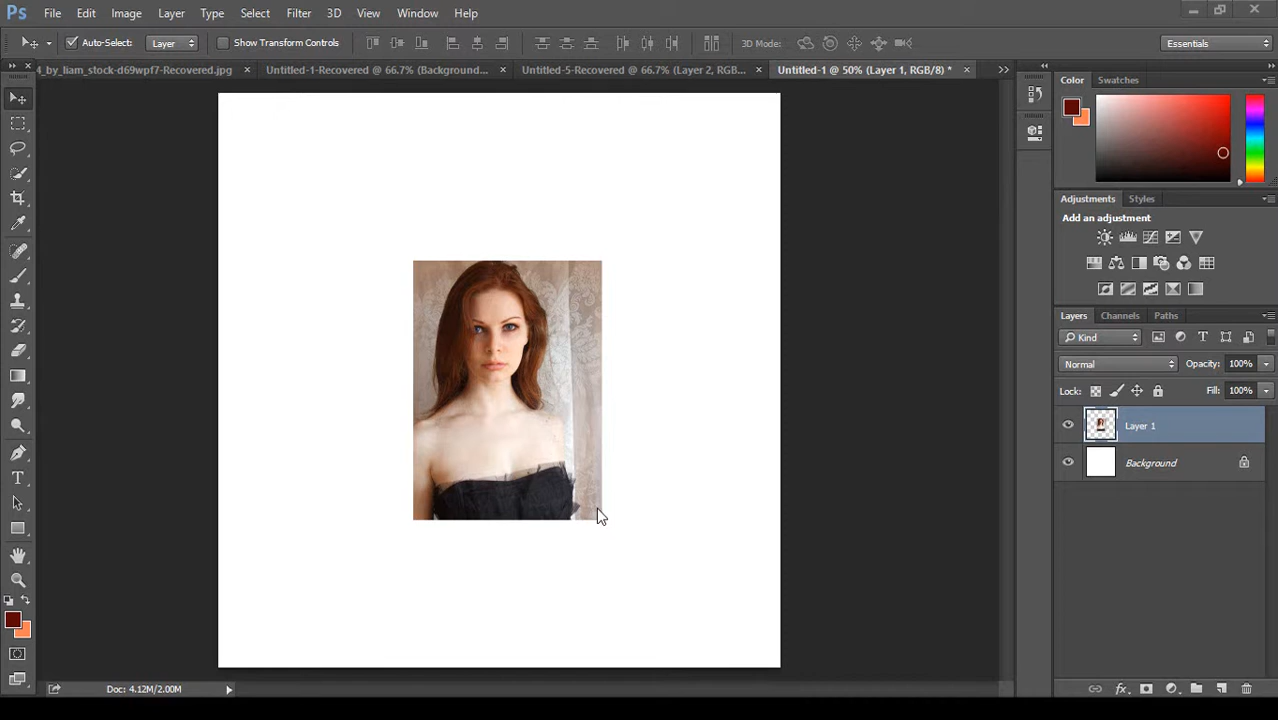 Ps File Edit Image Layer Type Select Filter 3D View Window Help
Auto-Select: Layer Show Transform Controls 3D Mode: Essentials
4_by_liam_stock-d69wpf7-Recovered.jpg × Untitled-1-Recovered @ 66.7% (Background... × Untitled-5-Recovered @ 66.7% (Layer 2, RGB... × Untitled-1 @ 50% (Layer 1, RGB/8) * ×
Color Swatches
Adjustments Styles
Add an adjustment
Layers Channels Paths
Kind
Normal Opacity: 100%
Lock: Fill: 100%
Layer 1
Background
Doc: 4.12M/2.00M